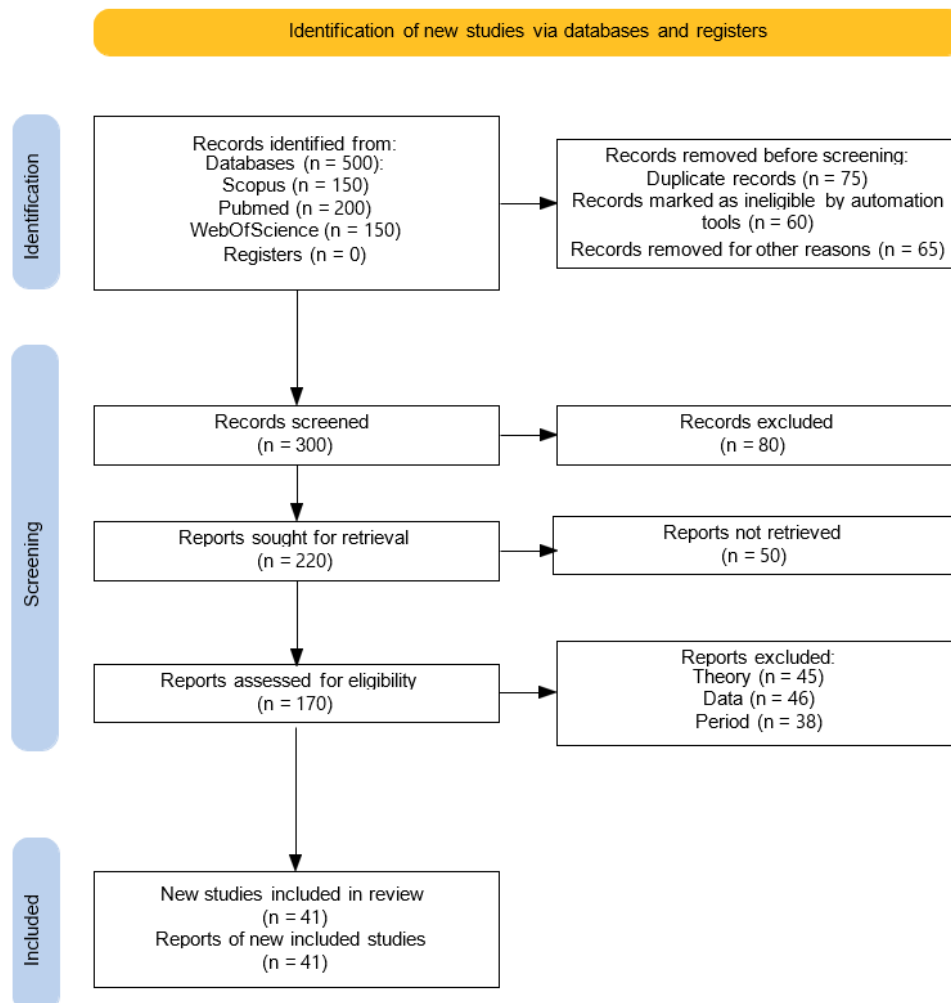 Identification of new studies via databases and registers
Identification
Records identified from:
Databases (n = 500):
Scopus (n = 150)
Pubmed (n = 200)
WebOfScience (n = 150)
Registers (n = 0)
Records removed before screening:
Duplicate records (n = 75)
Records marked as ineligible by automation
tools (n = 60)
Records removed for other reasons (n = 65)
Screening
Records screened
(n = 300)
Records excluded
(n = 80)
Reports sought for retrieval
(n = 220)
Reports not retrieved
(n = 50)
Reports assessed for eligibility
(n = 170)
Reports excluded:
Theory (n = 45)
Data (n = 46)
Period (n = 38)
Included
New studies included in review
(n = 41)
Reports of new included studies
(n = 41)